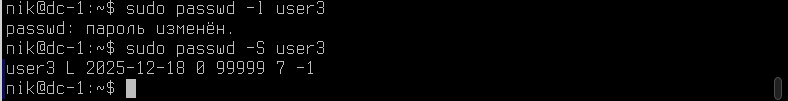 nik@dc-1:~$ sudo passwd -l user3
passwd: пароль изменён.
nik@dc-1:~$ sudo passwd -S user3
user3 L 2025-12-18 0 99999 7 -1
nik@dc-1:~$